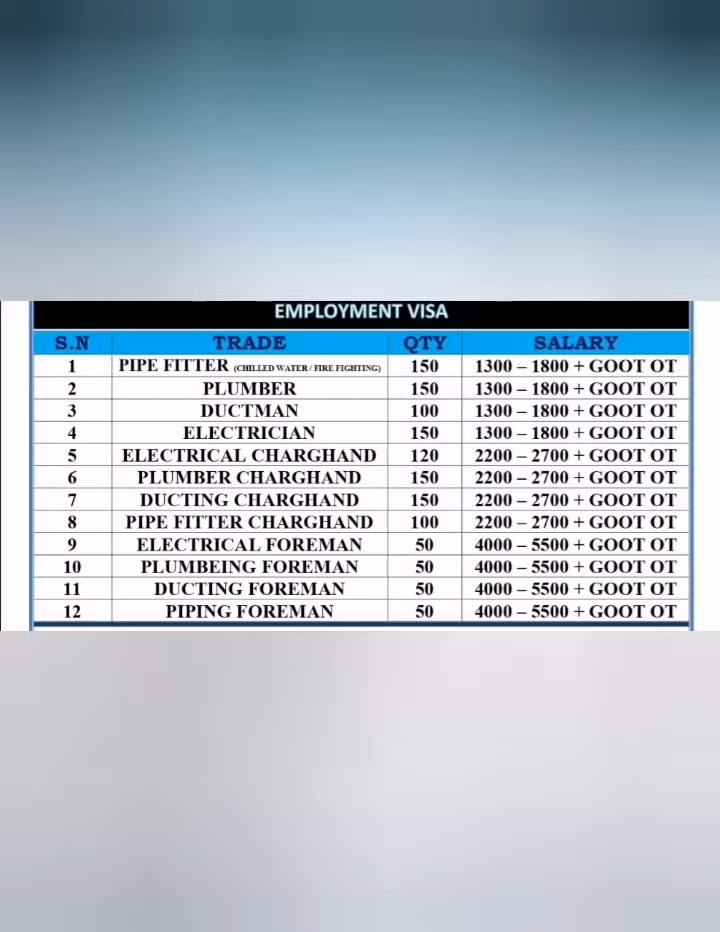 EMPLOYMENT VISA
S.N TRADE QTY SALARY
1 PIPE FITTER (CHILLED WATER / FIRE FIGHTING) 150 1300 – 1800 + GOOT OT
2 PLUMBER 150 1300 – 1800 + GOOT OT
3 DUCTMAN 100 1300 – 1800 + GOOT OT
4 ELECTRICIAN 150 1300 – 1800 + GOOT OT
5 ELECTRICAL CHARGHAND 120 2200 – 2700 + GOOT OT
6 PLUMBER CHARGHAND 150 2200 – 2700 + GOOT OT
7 DUCTING CHARGHAND 150 2200 – 2700 + GOOT OT
8 PIPE FITTER CHARGHAND 100 2200 – 2700 + GOOT OT
9 ELECTRICAL FOREMAN 50 4000 – 5500 + GOOT OT
10 PLUMBEING FOREMAN 50 4000 – 5500 + GOOT OT
11 DUCTING FOREMAN 50 4000 – 5500 + GOOT OT
12 PIPING FOREMAN 50 4000 – 5500 + GOOT OT